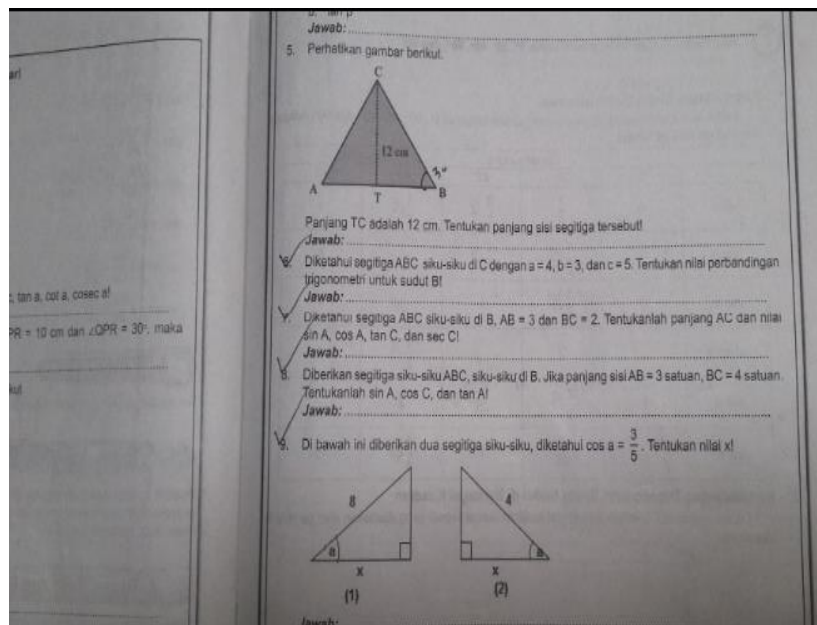 Jawab:
5. Perhatikan gambar berikut.
C
12 cm
A
T
B
Panjang TC adalah 12 cm. Tentukan panjang sisi segitiga tersebut!
Jawab:
6. Diketahui segitiga ABC siku-siku di C dengan a = 4, b = 3, dan c = 5. Tentukan nilai perbandingan
trigonometri untuk sudut B!
Jawab:
7. Diketahui segitiga ABC siku-siku di B, AB = 3 dan BC = 2. Tentukanlah panjang AC dan nilai
sin A, cos A, tan C, dan sec C!
Jawab:
8. Diberikan segitiga siku-siku ABC, siku-siku di B. Jika panjang sisi AB = 3 satuan, BC = 4 satuan.
Tentukanlah sin A, cos C, dan tan A!
Jawab:
9. Di bawah ini diberikan dua segitiga siku-siku, diketahui cos a = 3/5. Tentukan nilai x!
8
a
x
(1)
4
a
x
(2)
Jawab:
tan a, cot a, cosec a!
PR = 10 cm dan ∠QPR = 30°, maka